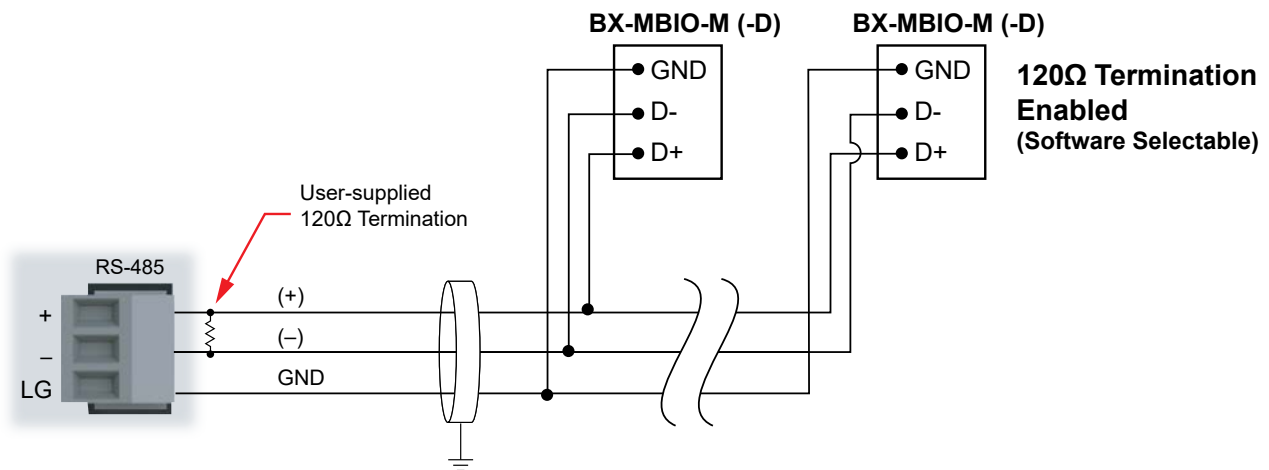 BX-MBIO-M (-D)
BX-MBIO-M (-D)
GND
D-
D+
GND
D-
D+
120Ω Termination
Enabled
(Software Selectable)
User-supplied
120Ω Termination
RS-485
+
–
LG
(+)
(–)
GND